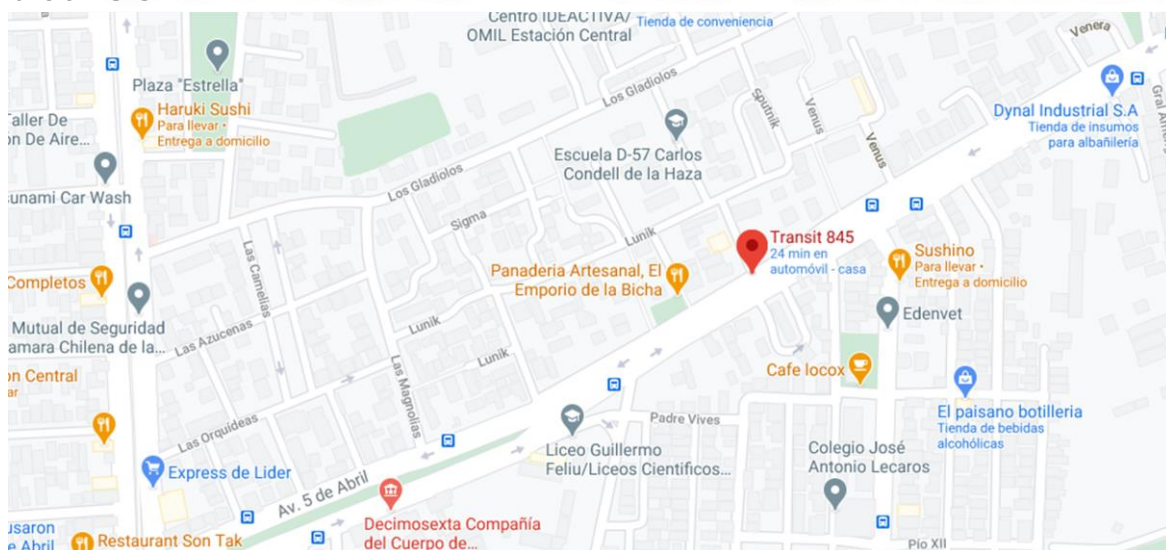 Centro IDEACTIVA/
OMIL Estación Central
Tienda de conveniencia
Venera
Plaza "Estrella"
Los Gladiolos
Sputnik
Venus
Venus
Dynal Industrial S.A
Tienda de insumos
para albañilería
Haruki Sushi
Para llevar •
Entrega a domicilio
Taller De
ón De Aire...
Escuela D-57 Carlos
Condell de la Haza
sunami Car Wash
Los Gladiolos
Sigma
Lunik
Transit 845
24 min en
automóvil - casa
Sushino
Para llevar •
Entrega a domicilio
Las Camelias
Panaderia Artesanal, El
Emporio de la Bicha
Completos
Edenvet
Mutual de Seguridad
amara Chilena de la...
Las Azucenas
Lunik
Lunik
on Central
ar
Cafe locox
Las Magnolias
Padre Vives
El paisano botilleria
Tienda de bebidas
alcohólicas
Las Orquídeas
Liceo Guillermo
Feliu/Liceos Cientificos...
Colegio José
Antonio Lecaros
Express de Lider
Av. 5 de Abril
Decimosexta Compañía
del Cuerpo de...
usaron
e Abril
Restaurant Son Tak
Pío XII